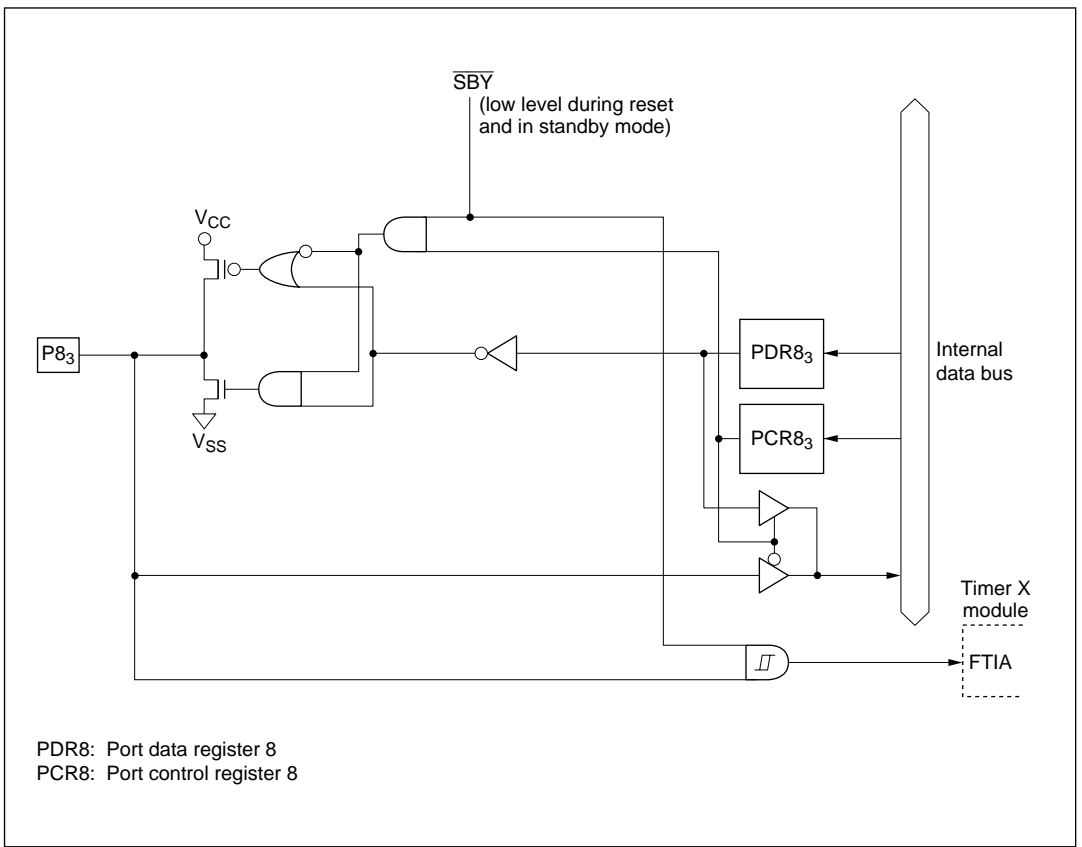 SBY
(low level during reset
and in standby mode)
VCC
P83
VSS
PDR83
PCR83
Internal
data bus
Timer X
module
FTIA
PDR8: Port data register 8
PCR8: Port control register 8